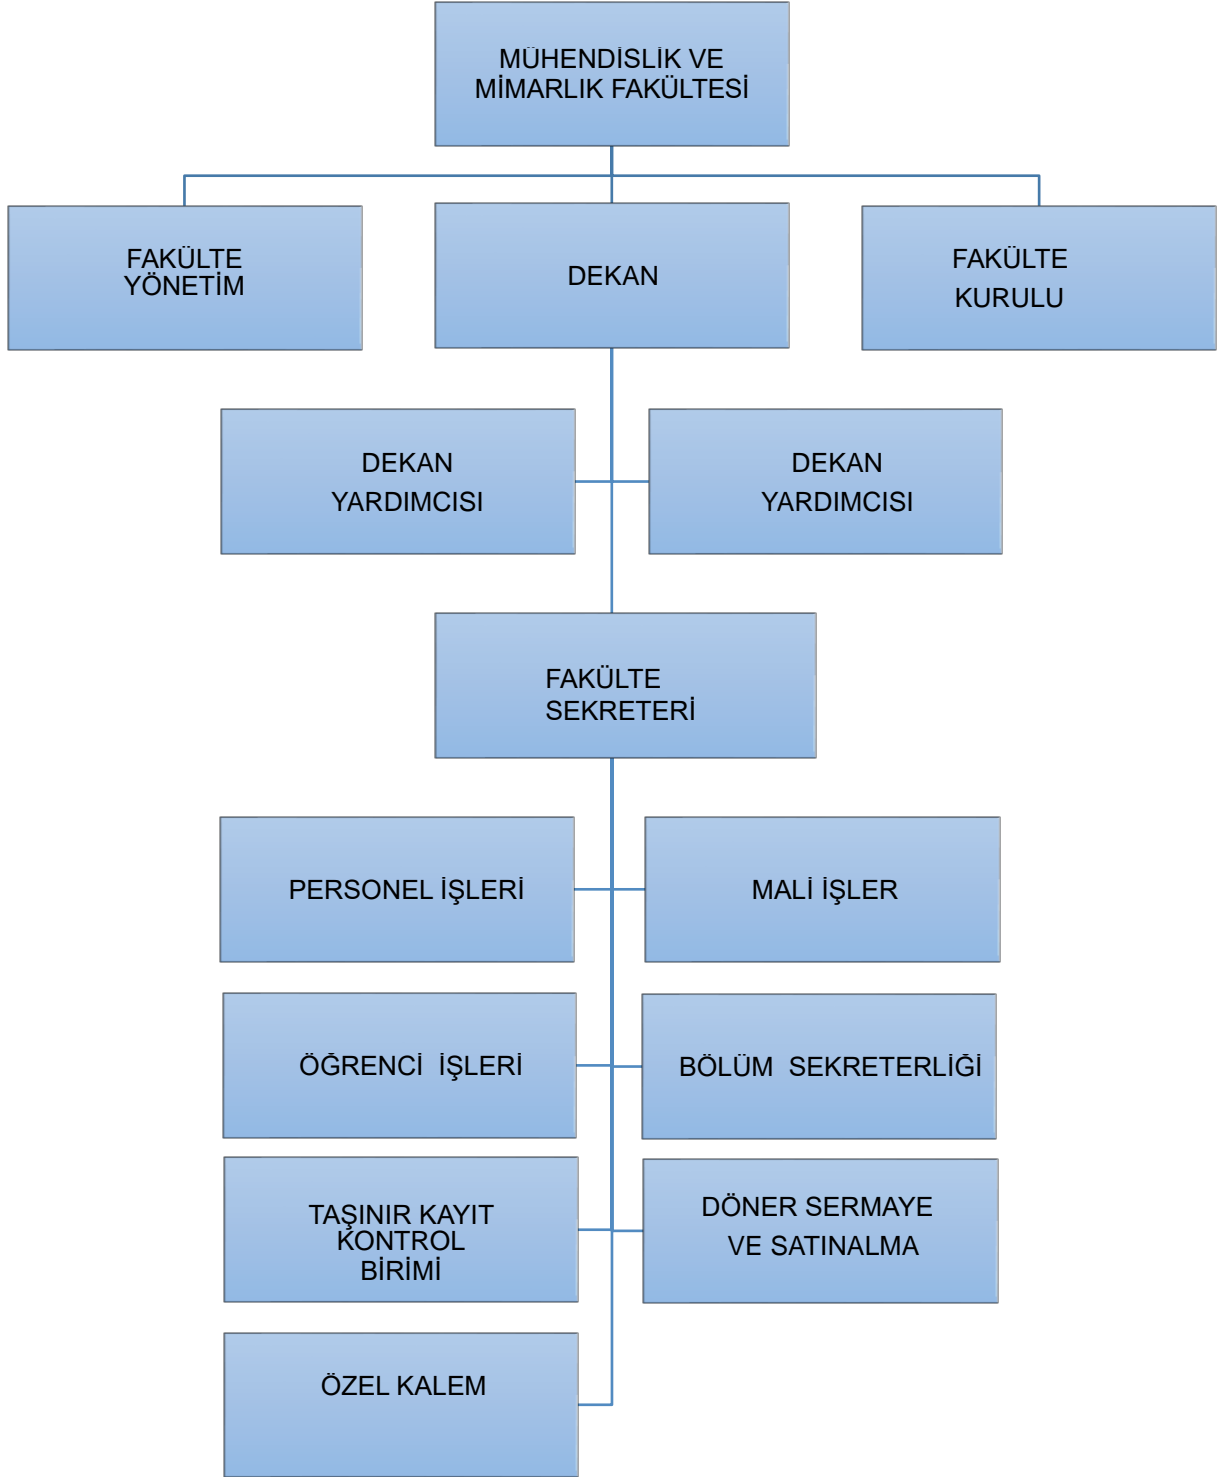 MÜHENDİSLİK VE
MİMARLIK FAKÜLTESİ
FAKÜLTE
YÖNETİM
DEKAN
FAKÜLTE
KURULU
DEKAN
YARDIMCISI
DEKAN
YARDIMCISI
FAKÜLTE
SEKRETERİ
PERSONEL İŞLERİ
MALİ İŞLER
ÖĞRENCİ İŞLERİ
BÖLÜM SEKRETERLİĞİ
TAŞINIR KAYIT
KONTROL
BİRİMİ
DÖNER SERMAYE
VE SATINALMA
ÖZEL KALEM